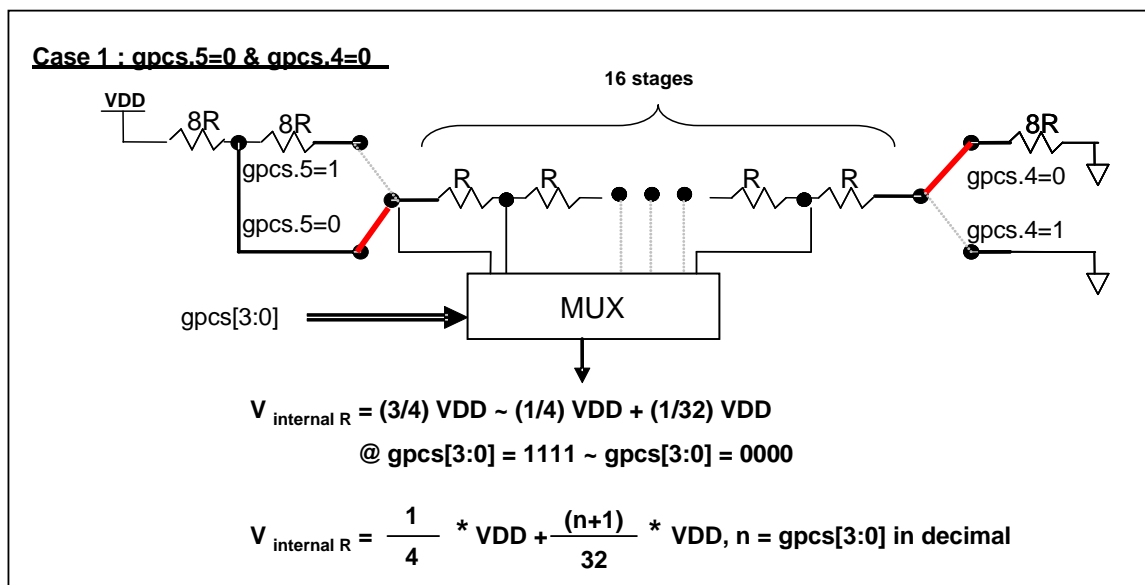 Case 1 : gpcs.5=0 & gpcs.4=0
16 stages
VDD
8R
8R
8R
gpcs.5=1
R
R
R
R
gpcs.4=0
gpcs.5=0
gpcs.4=1
gpcs[3:0]
MUX
V internal R = (3/4) VDD ~ (1/4) VDD + (1/32) VDD
@ gpcs[3:0] = 1111 ~ gpcs[3:0] = 0000
V internal R = 1/4 * VDD + (n+1)/32 * VDD, n = gpcs[3:0] in decimal